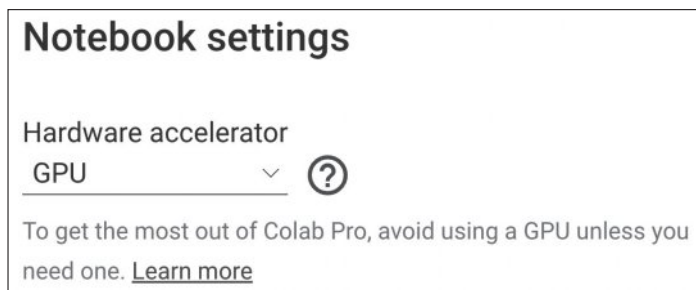 Notebook settings
Hardware accelerator
GPU
To get the most out of Colab Pro, avoid using a GPU unless you
need one. Learn more